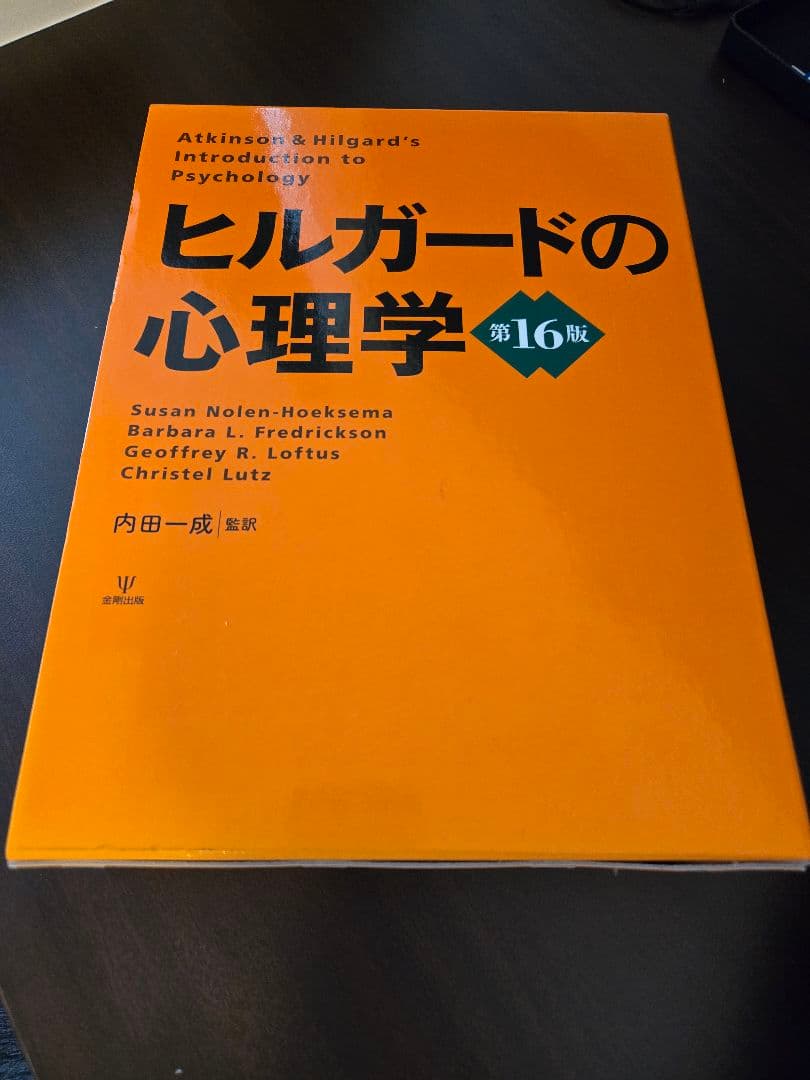 Atkinson & Hilgard's
Introduction to
Psychology
ヒルガードの
心理学 第16版
Susan Nolen-Hoeksema
Barbara L. Fredrickson
Geoffrey R. Loftus
Christel Lutz
内田一成|監訳
Ψ
金剛出版